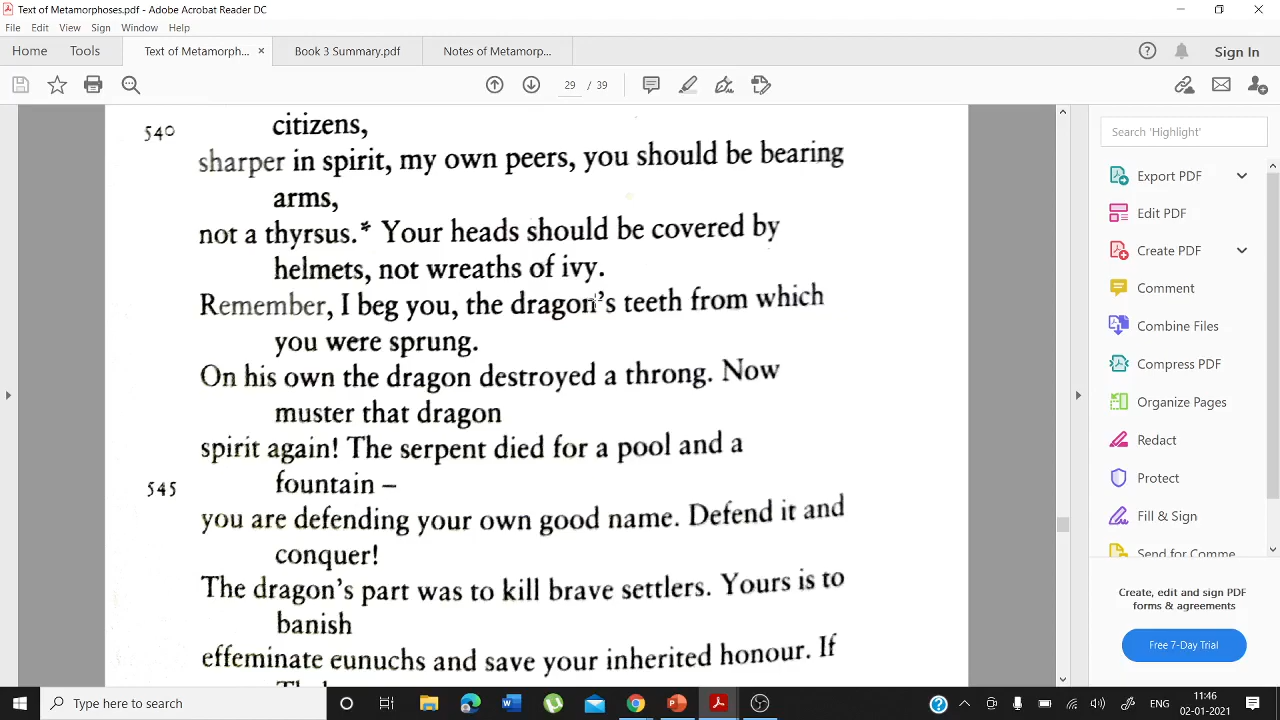 Text of Metamorphoses.pdf - Adobe Acrobat Reader DC
File Edit View Sign Window Help
Home Tools Text of Metamorph... × Book 3 Summary.pdf Notes of Metamorp... Sign In
29 / 39
citizens,
540
sharper in spirit, my own peers, you should be bearing
arms,
not a thyrsus.* Your heads should be covered by
helmets, not wreaths of ivy.
Remember, I beg you, the dragon's teeth from which
you were sprung.
On his own the dragon destroyed a throng. Now
muster that dragon
spirit again! The serpent died for a pool and a
fountain –
545
you are defending your own good name. Defend it and
conquer!
The dragon's part was to kill brave settlers. Yours is to
banish
effeminate eunuchs and save your inherited honour. If
Search 'Highlight'
Export PDF
Edit PDF
Create PDF
Comment
Combine Files
Compress PDF
Organize Pages
Redact
Protect
Fill & Sign
Send for Comme
Create, edit and sign PDF
forms & agreements
Free 7-Day Trial
Type here to search
ENG
11:46
02-01-2021